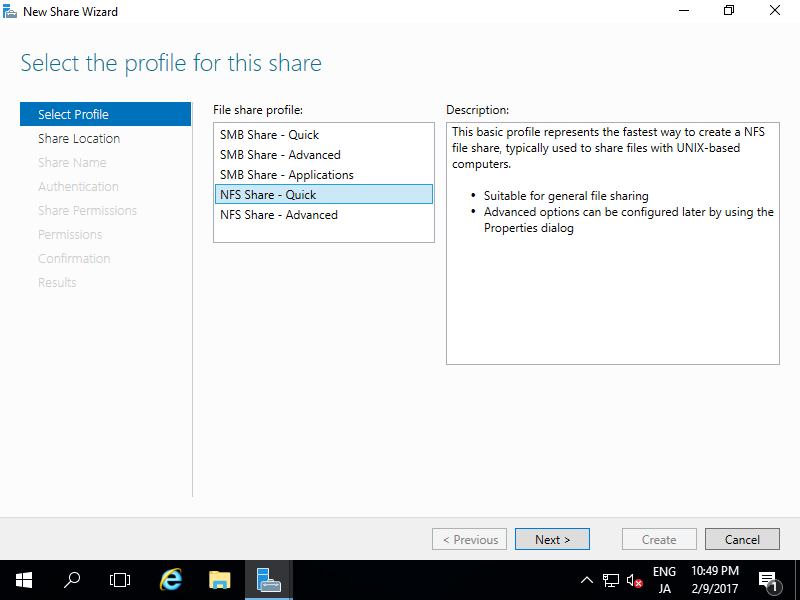 New Share Wizard
Select the profile for this share
Select Profile
Share Location
Share Name
Authentication
Share Permissions
Permissions
Confirmation
Results
File share profile:
SMB Share - Quick
SMB Share - Advanced
SMB Share - Applications
NFS Share - Quick
NFS Share - Advanced
Description:
This basic profile represents the fastest way to create a NFS
file share, typically used to share files with UNIX-based
computers.
• Suitable for general file sharing
• Advanced options can be configured later by using the
Properties dialog
< Previous
Next >
Create
Cancel
ENG
JA
10:49 PM
2/9/2017
1